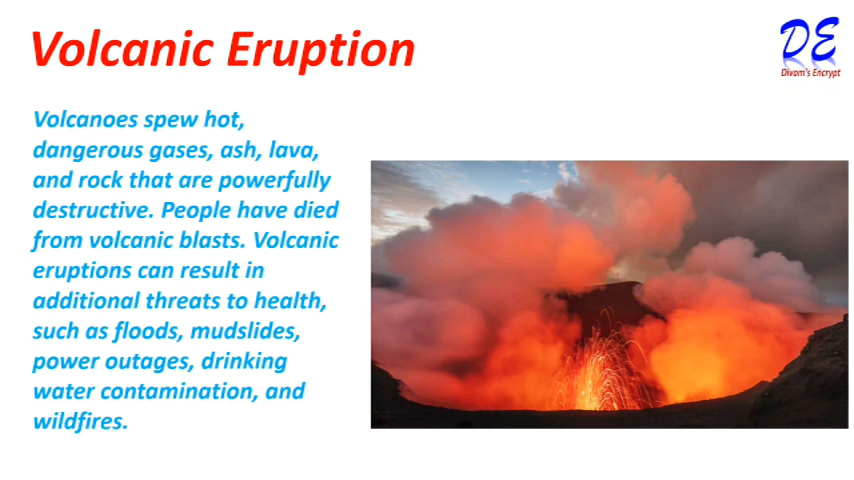 Volcanic Eruption
DE
Divam's Encrypt
Volcanoes spew hot,
dangerous gases, ash, lava,
and rock that are powerfully
destructive. People have died
from volcanic blasts. Volcanic
eruptions can result in
additional threats to health,
such as floods, mudslides,
power outages, drinking
water contamination, and
wildfires.